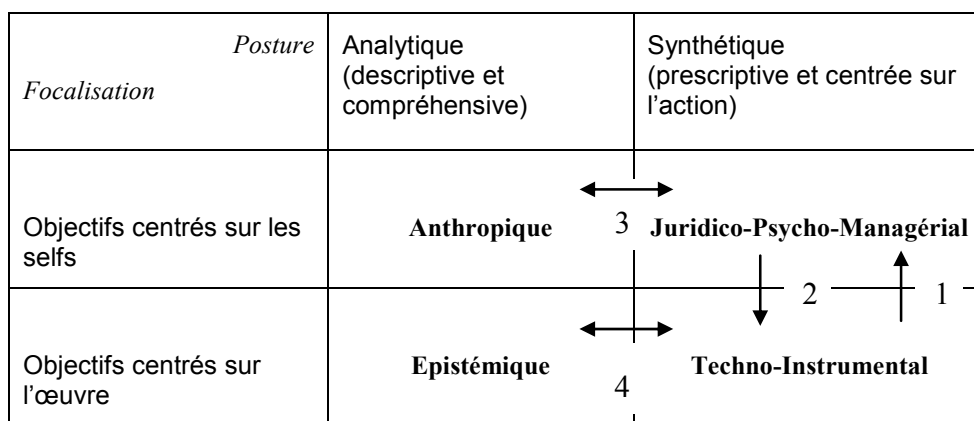 Posture
Focalisation
Analytique
(descriptive et
compréhensive)
Synthétique
(prescriptive et centrée sur
l'action)
Objectifs centrés sur les
selfs
Anthropique
3
Juridico-Psycho-Managérial
2
1
Objectifs centrés sur
l'œuvre
Epistémique
4
Techno-Instrumental